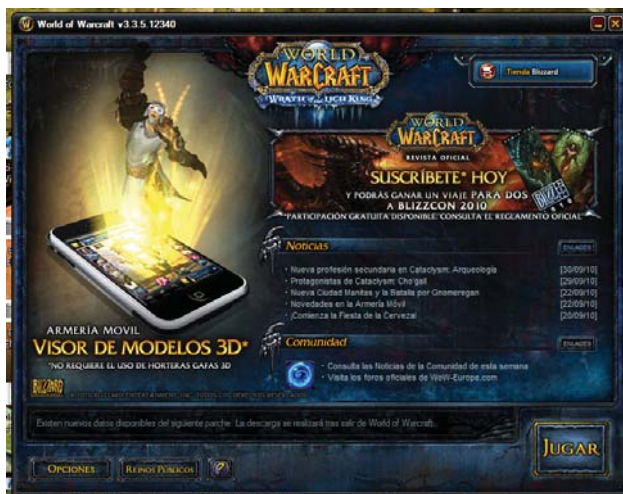 World of Warcraft v3.3.5.12340
WORLD
WARCRAFT
WRATH of the LICH KING
Tienda Blizzard
WORLD
WARCRAFT
REVISTA OFICIAL
SUSCRÍBETE* HOY
Y PODRÁS GANAR UN VIAJE PARA DOS
A BLIZZCON 2010
*PARTICIPACIÓN GRATUITA DISPONIBLE. CONSULTA EL REGLAMENTO OFICIAL
Noticias
ENLACES
· Nueva profesión secundaria en Cataclysm: Arqueología [30/09/10]
· Protagonistas de Cataclysm: Cho'gall [29/09/10]
· Nueva Ciudad Manitas y la Batalla por Gnomeregan [22/09/10]
· Novedades en la Armería Móvil [22/09/10]
· ¡Comienza la Fiesta de la Cerveza! [20/09/10]
ARMERÍA MOVIL
VISOR DE MODELOS 3D*
*NO REQUIERE EL USO DE HORTERAS GAFAS 3D
Comunidad
ENLACES
· Consulta las Noticias de la Comunidad de esta semana
· Visita los foros oficiales de WoW-Europe.com
BLIZZARD
Existen nuevos datos disponibles del siguiente parche. La descarga se realizará tras salir de World of Warcraft.
JUGAR
OPCIONES
REINOS PÚBLICOS
?